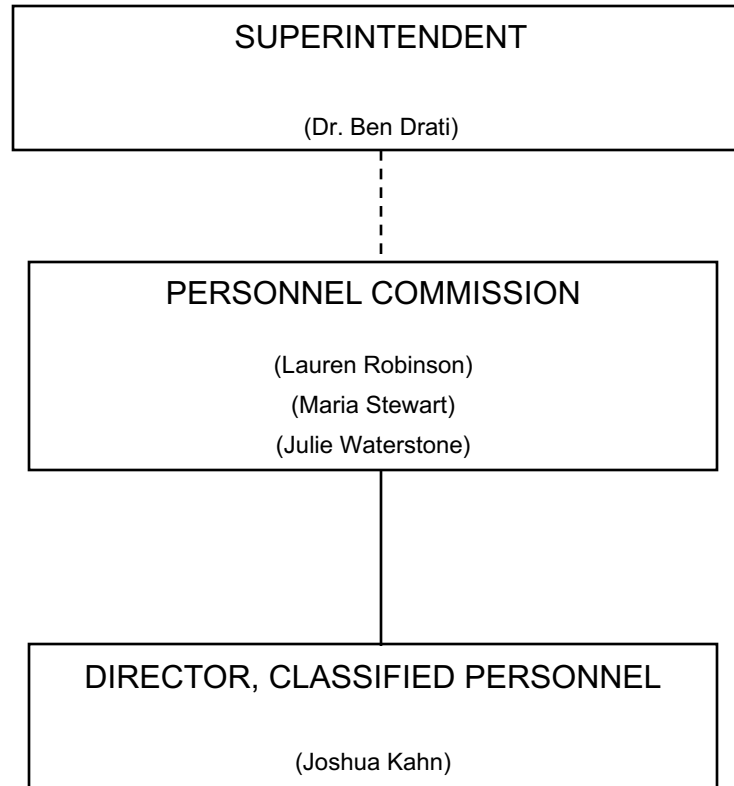 SUPERINTENDENT
(Dr. Ben Drati)
PERSONNEL COMMISSION
(Lauren Robinson)
(Maria Stewart)
(Julie Waterstone)
DIRECTOR, CLASSIFIED PERSONNEL
(Joshua Kahn)